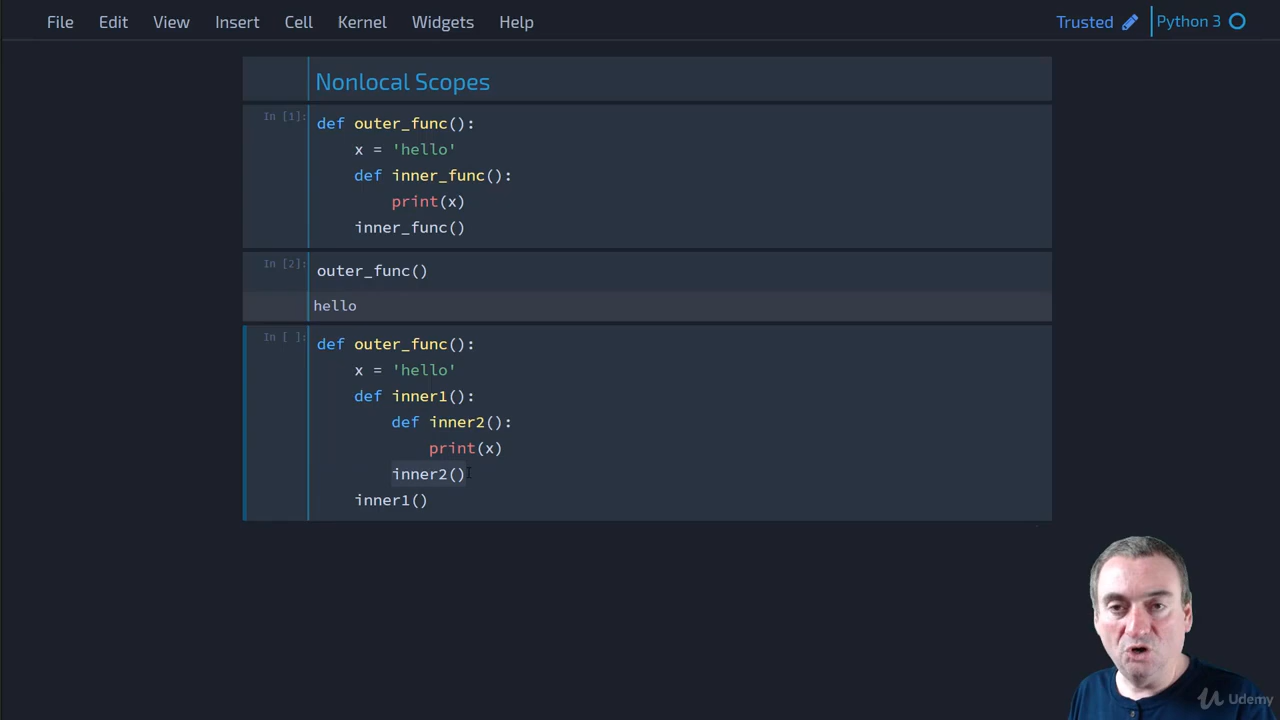 File Edit View Insert Cell Kernel Widgets Help Trusted Python 3
Nonlocal Scopes
In [1]:
def outer_func():
    x = 'hello'
    def inner_func():
        print(x)
    inner_func()
In [2]:
outer_func()
hello
In [ ]:
def outer_func():
    x = 'hello'
    def inner1():
        def inner2():
            print(x)
        inner2()
    inner1()
Udemy